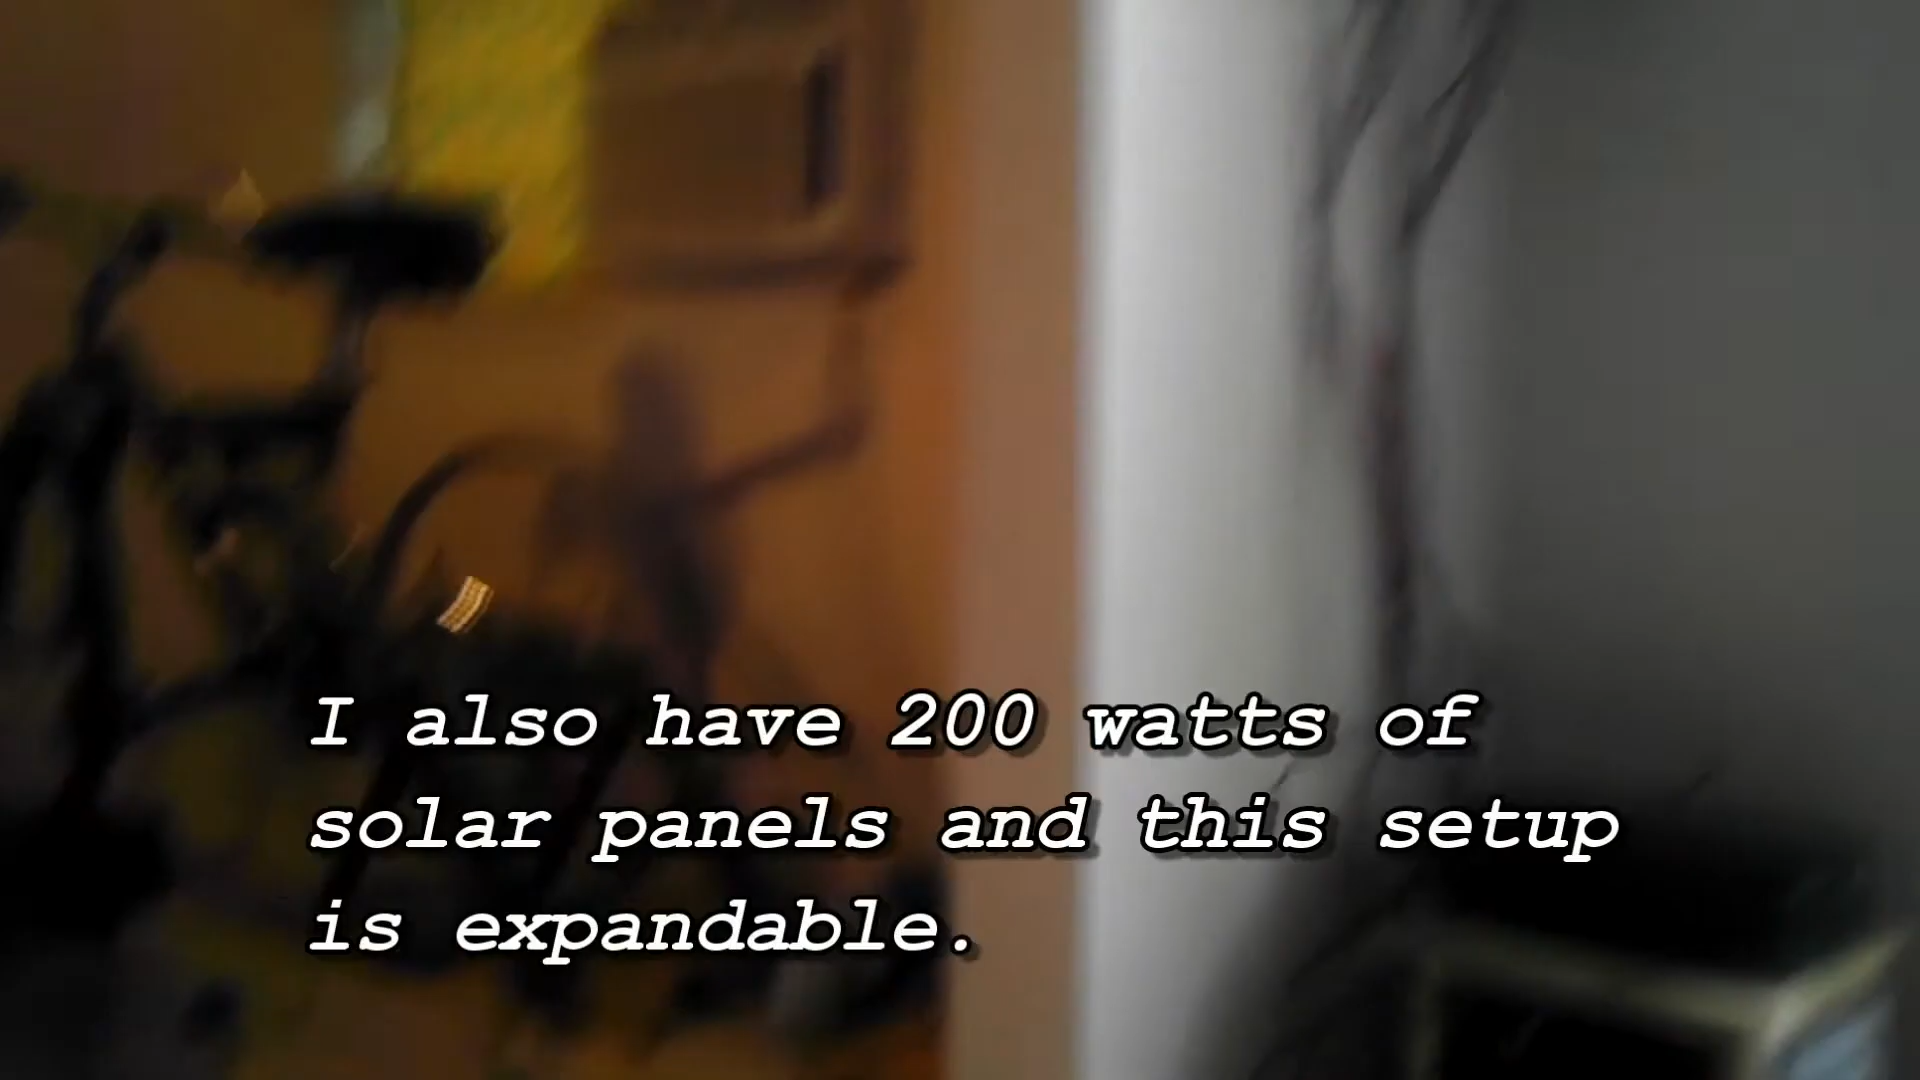 I also have 200 watts of
solar panels and this setup
is expandable.